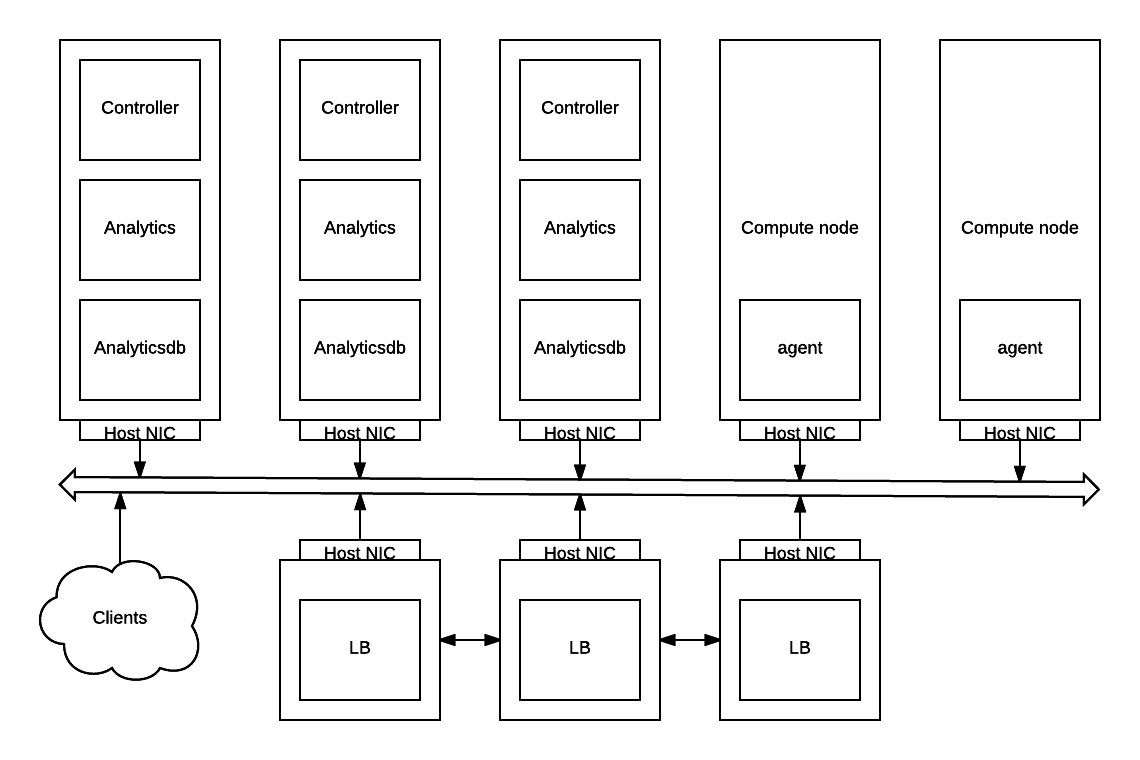 Controller
Controller
Controller
Analytics
Analytics
Analytics
Compute node
Compute node
Analyticsdb
Analyticsdb
Analyticsdb
agent
agent
Host NIC
Host NIC
Host NIC
Host NIC
Host NIC
Host NIC
Host NIC
Host NIC
Clients
LB
LB
LB